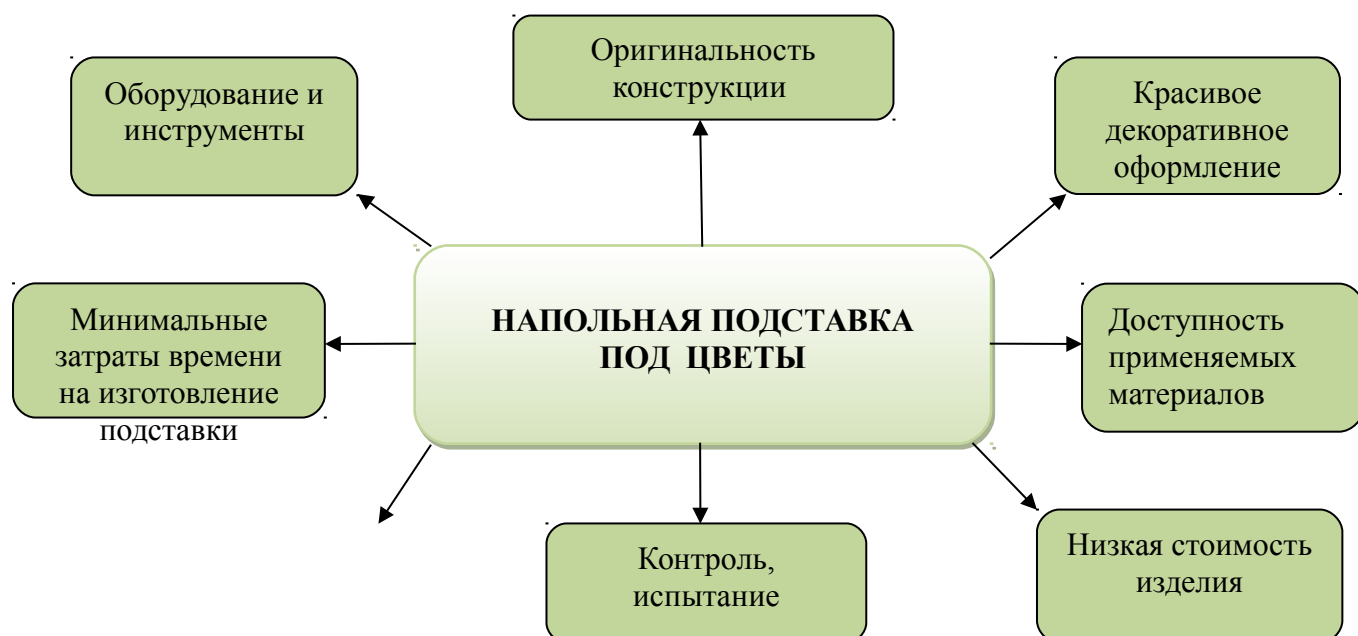 Оригинальность
конструкции
Оборудование и
инструменты
Красивое
декоративное
оформление
НАПОЛЬНАЯ ПОДСТАВКА
ПОД ЦВЕТЫ
Минимальные
затраты времени
на изготовление
подставки
Доступность
применяемых
материалов
Контроль,
испытание
Низкая стоимость
изделия